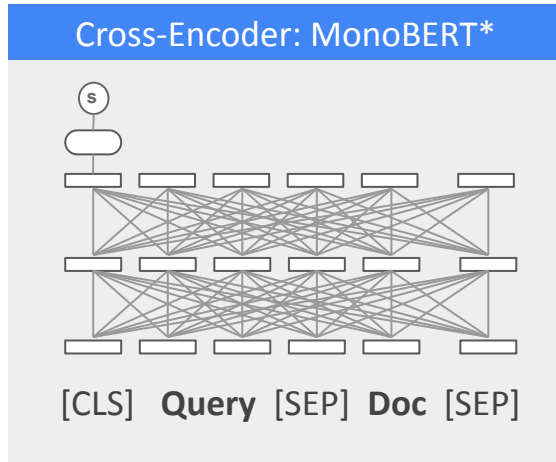 Cross-Encoder: MonoBERT*
s
[CLS] Query [SEP] Doc [SEP]